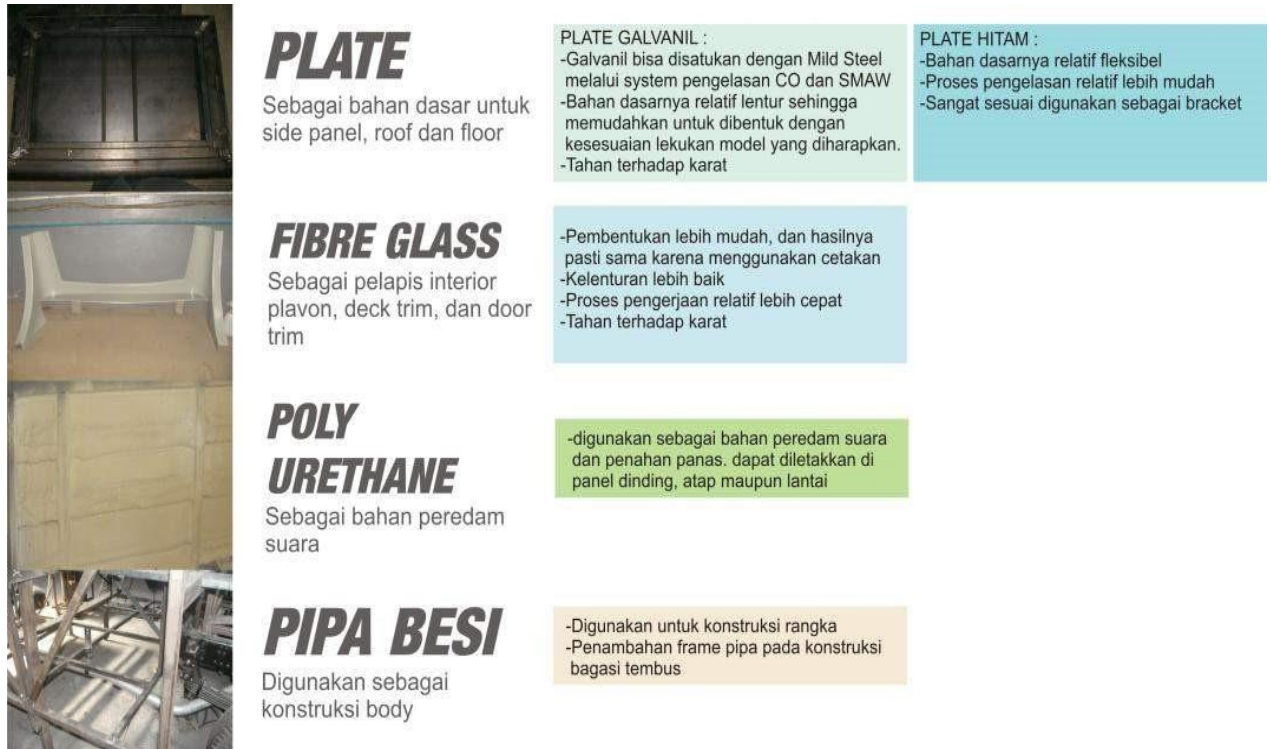 PLATE
Sebagai bahan dasar untuk
side panel, roof dan floor
PLATE GALVANIL :
-Galvanil bisa disatukan dengan Mild Steel
melalui system pengelasan CO dan SMAW
-Bahan dasarnya relatif lentur sehingga
memudahkan untuk dibentuk dengan
kesesuaian lekukan model yang diharapkan.
-Tahan terhadap karat
PLATE HITAM :
-Bahan dasarnya relatif fleksibel
-Proses pengelasan relatif lebih mudah
-Sangat sesuai digunakan sebagai bracket
FIBRE GLASS
Sebagai pelapis interior
plavon, deck trim, dan door
trim
-Pembentukan lebih mudah, dan hasilnya
pasti sama karena menggunakan cetakan
-Kelenturan lebih baik
-Proses pengerjaan relatif lebih cepat
-Tahan terhadap karat
POLY
URETHANE
Sebagai bahan peredam
suara
-digunakan sebagai bahan peredam suara
dan penahan panas. dapat diletakkan di
panel dinding, atap maupun lantai
PIPA BESI
Digunakan sebagai
konstruksi body
-Digunakan untuk konstruksi rangka
-Penambahan frame pipa pada konstruksi
bagasi tembus